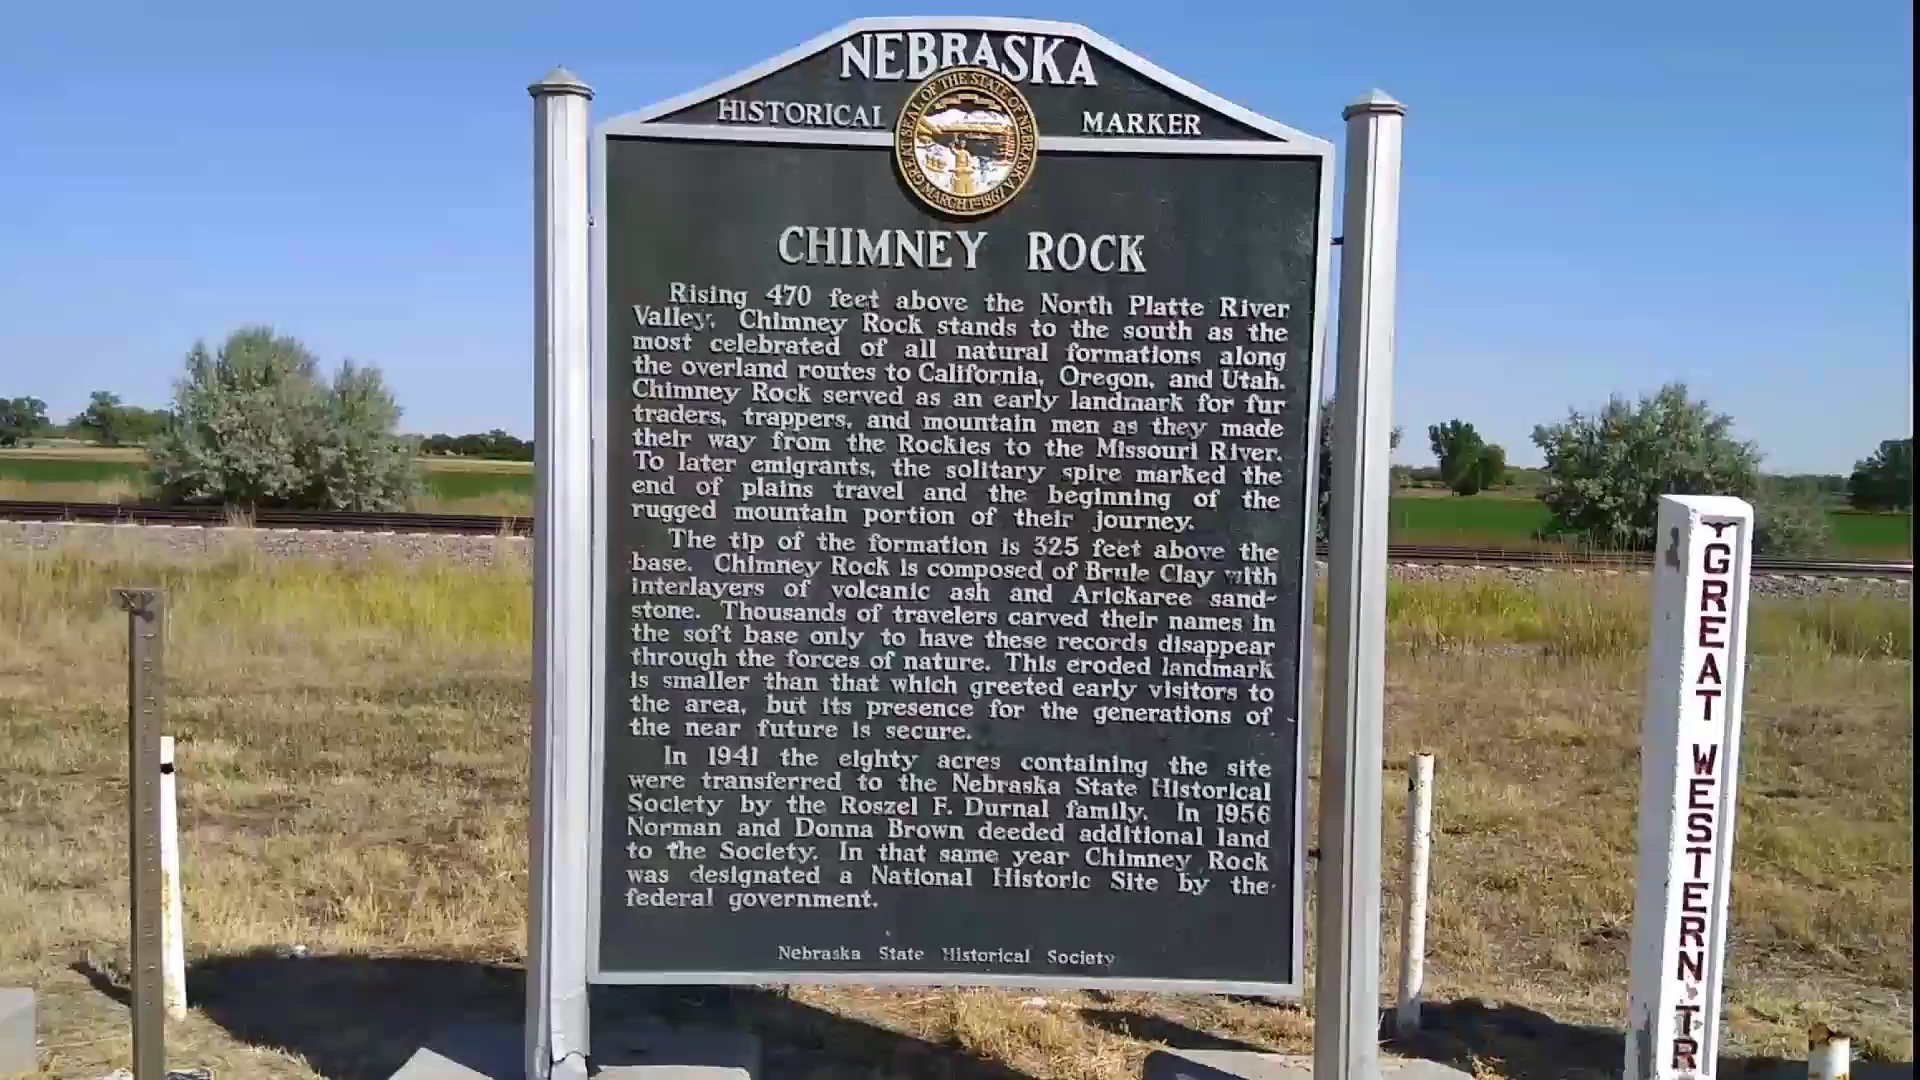 NEBRASKA
HISTORICAL MARKER
GREAT SEAL OF THE STATE OF NEBRASKA
MARCH 1ST 1867
CHIMNEY ROCK
Rising 470 feet above the North Platte River
Valley, Chimney Rock stands to the south as the
most celebrated of all natural formations along
the overland routes to California, Oregon, and Utah.
Chimney Rock served as an early landmark for fur
traders, trappers, and mountain men as they made
their way from the Rockies to the Missouri River.
To later emigrants, the solitary spire marked the
end of plains travel and the beginning of the
rugged mountain portion of their journey.
The tip of the formation is 325 feet above the
base. Chimney Rock is composed of Brule Clay with
interlayers of volcanic ash and Arickaree sand-
stone. Thousands of travelers carved their names in
the soft base only to have these records disappear
through the forces of nature. This eroded landmark
is smaller than that which greeted early visitors to
the area, but its presence for the generations of
the near future is secure.
In 1941 the eighty acres containing the site
were transferred to the Nebraska State Historical
Society by the Roszel F. Durnal family. In 1956
Norman and Donna Brown deeded additional land
to the Society. In that same year Chimney Rock
was designated a National Historic Site by the
federal government.
Nebraska State Historical Society
GREAT WESTERN TR